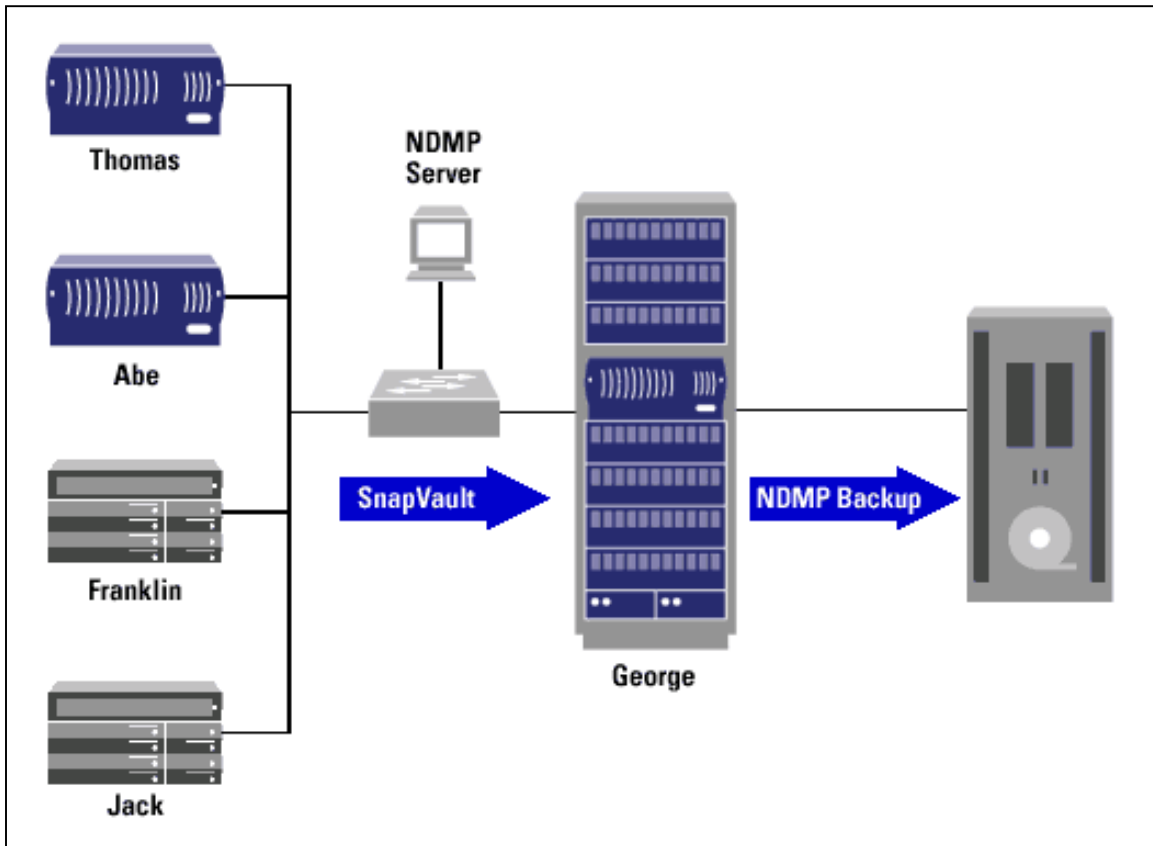 Thomas
NDMP
Server
Abe
SnapVault
NDMP Backup
Franklin
George
Jack